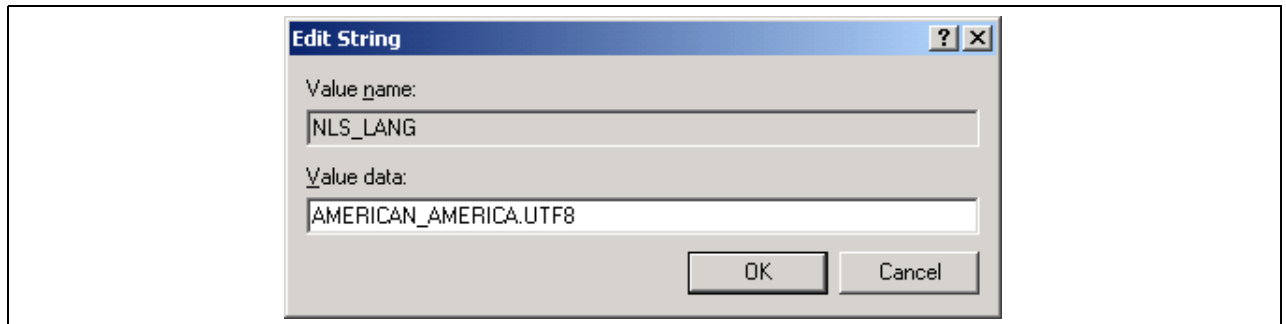 Edit String
Value name:
NLS_LANG
Value data:
AMERICAN_AMERICA.UTF8
OK Cancel